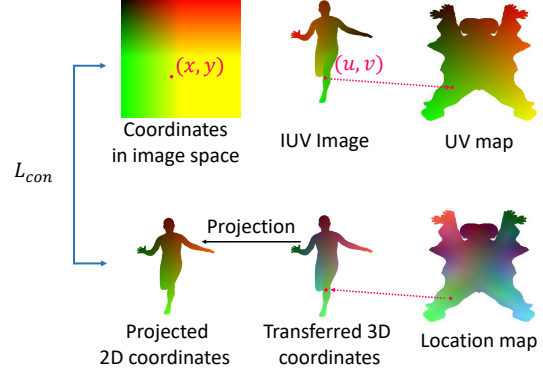 (x, y)
(u, v)
Coordinates
in image space
IUV Image
UV map
L_con
Projection
Projected
2D coordinates
Transferred 3D
coordinates
Location map